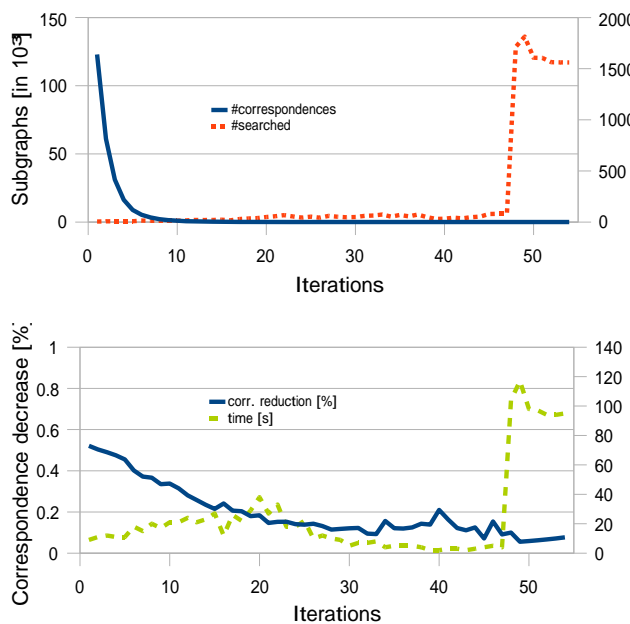 Subgraphs [in 10³]
150
100
50
0
2000
1500
1000
500
0
#correspondences
#searched
0 10 20 30 40 50
Iterations
Correspondence decrease [%]
1
0.8
0.6
0.4
0.2
0
140
120
100
80
60
40
20
0
corr. reduction [%]
time [s]
0 10 20 30 40 50
Iterations